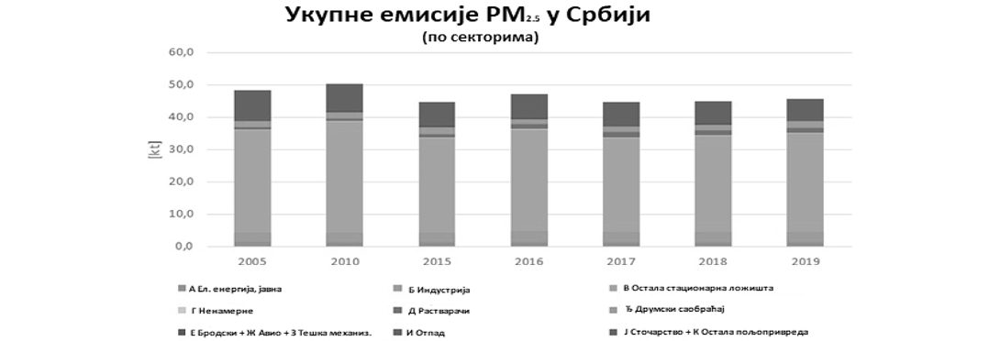 Укупне емисије PM2.5 у Србији
(по секторима)
60,0
50,0
40,0
30,0
20,0
10,0
0,0
[kt]
2005 2010 2015 2016 2017 2018 2019
А Ел. енергија, јавна Б Индустрија В Остала стационарна ложишта
Г Ненамерне Д Растварачи Ђ Друмски саобраћај
Е Бродски + Ж Авио + З Тешка механиз. И Отпад Ј Сточарство + К Остала пољопривреда